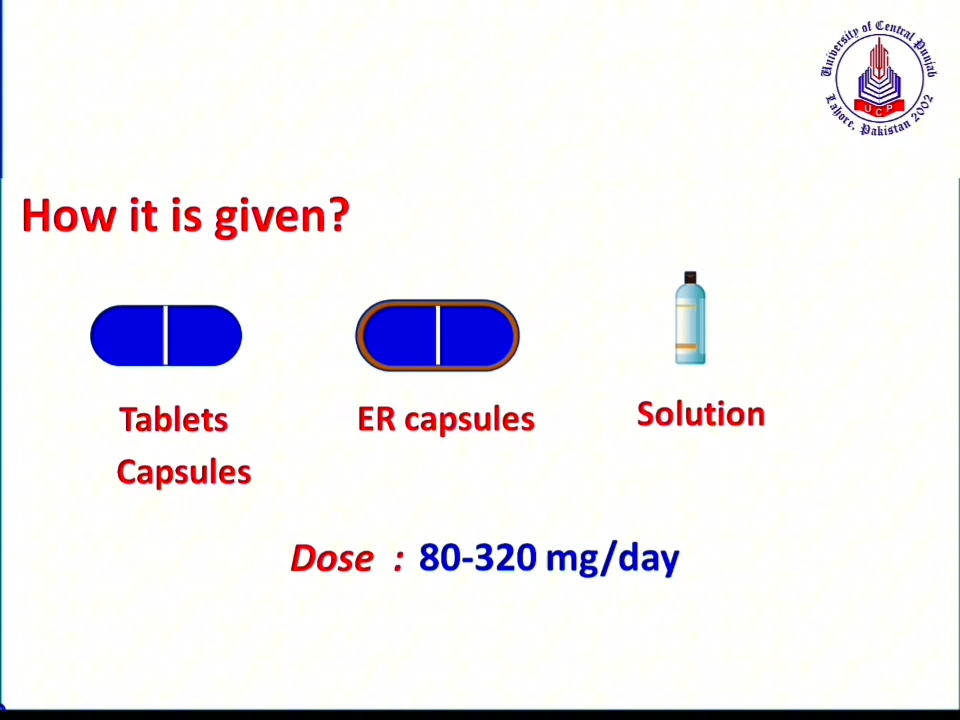 University of Central Punjab
UCP
Lahore, Pakistan 2002
How it is given?
Tablets
Capsules
ER capsules
Solution
Dose : 80-320 mg/day